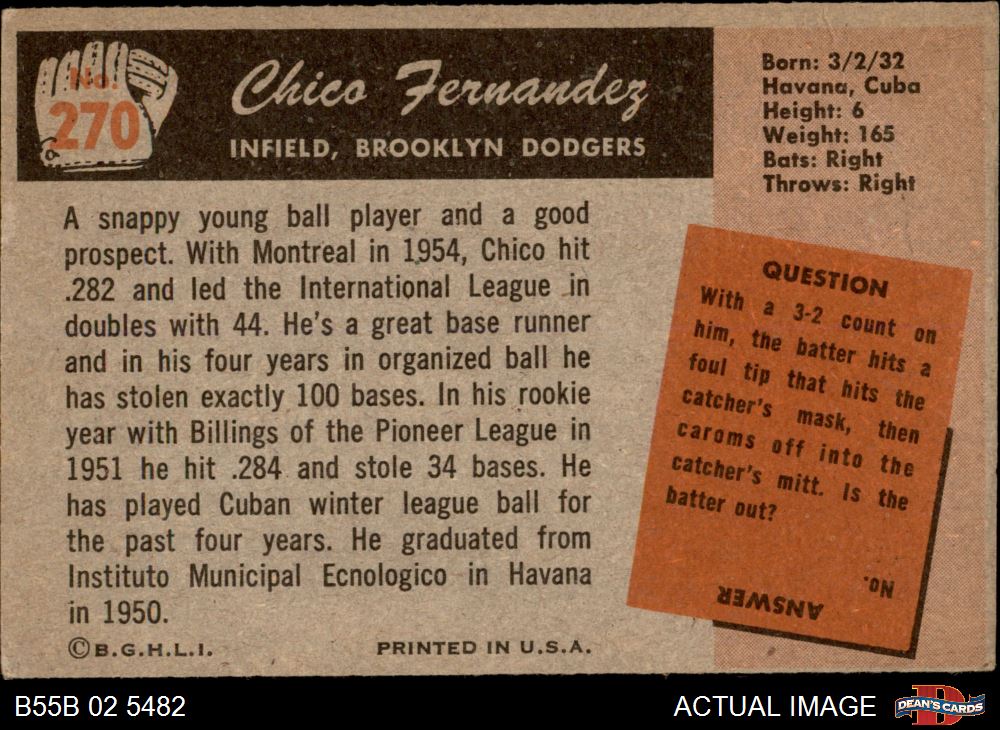 No.
270
Chico Fernandez
INFIELD, BROOKLYN DODGERS
Born: 3/2/32
Havana, Cuba
Height: 6
Weight: 165
Bats: Right
Throws: Right
A snappy young ball player and a good
prospect. With Montreal in 1954, Chico hit
.282 and led the International League in
doubles with 44. He's a great base runner
and in his four years in organized ball he
has stolen exactly 100 bases. In his rookie
year with Billings of the Pioneer League in
1951 he hit .284 and stole 34 bases. He
has played Cuban winter league ball for
the past four years. He graduated from
Instituto Municipal Ecnologico in Havana
in 1950.
©B.G.H.L.I.
PRINTED IN U.S.A.
QUESTION
With a 3-2 count on
him, the batter hits a
foul tip that hits the
catcher's mask, then
caroms off into the
catcher's mitt. Is the
batter out?
No.
ANSWER
B55B 02 5482
ACTUAL IMAGE
D
DEAN'S CARDS